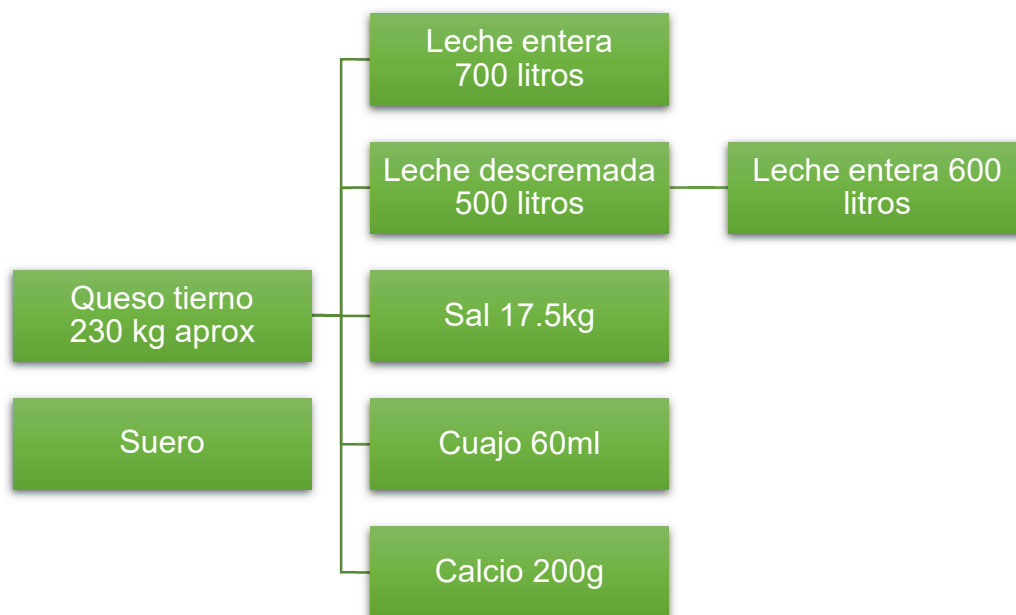 Leche entera
700 litros
Leche descremada
500 litros
Leche entera 600
litros
Queso tierno
230 kg aprox
Sal 17.5kg
Suero
Cuajo 60ml
Calcio 200g